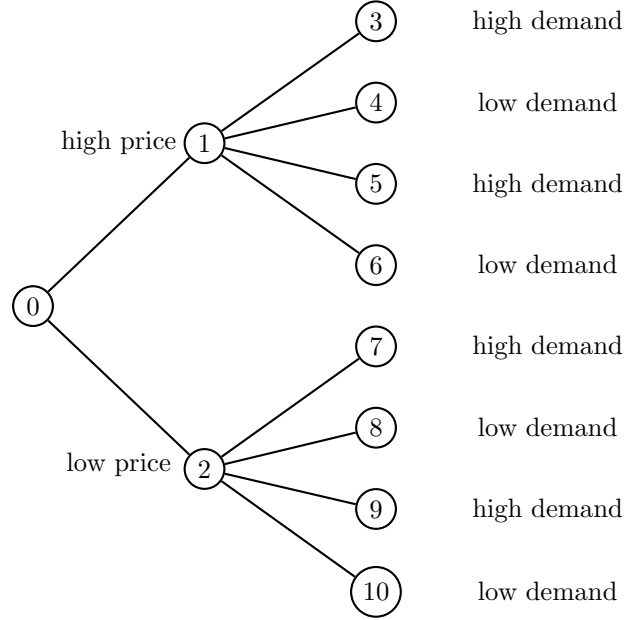 3 high demand
4 low demand
high price 1
5 high demand
6 low demand
0
7 high demand
8 low demand
low price 2
9 high demand
10 low demand